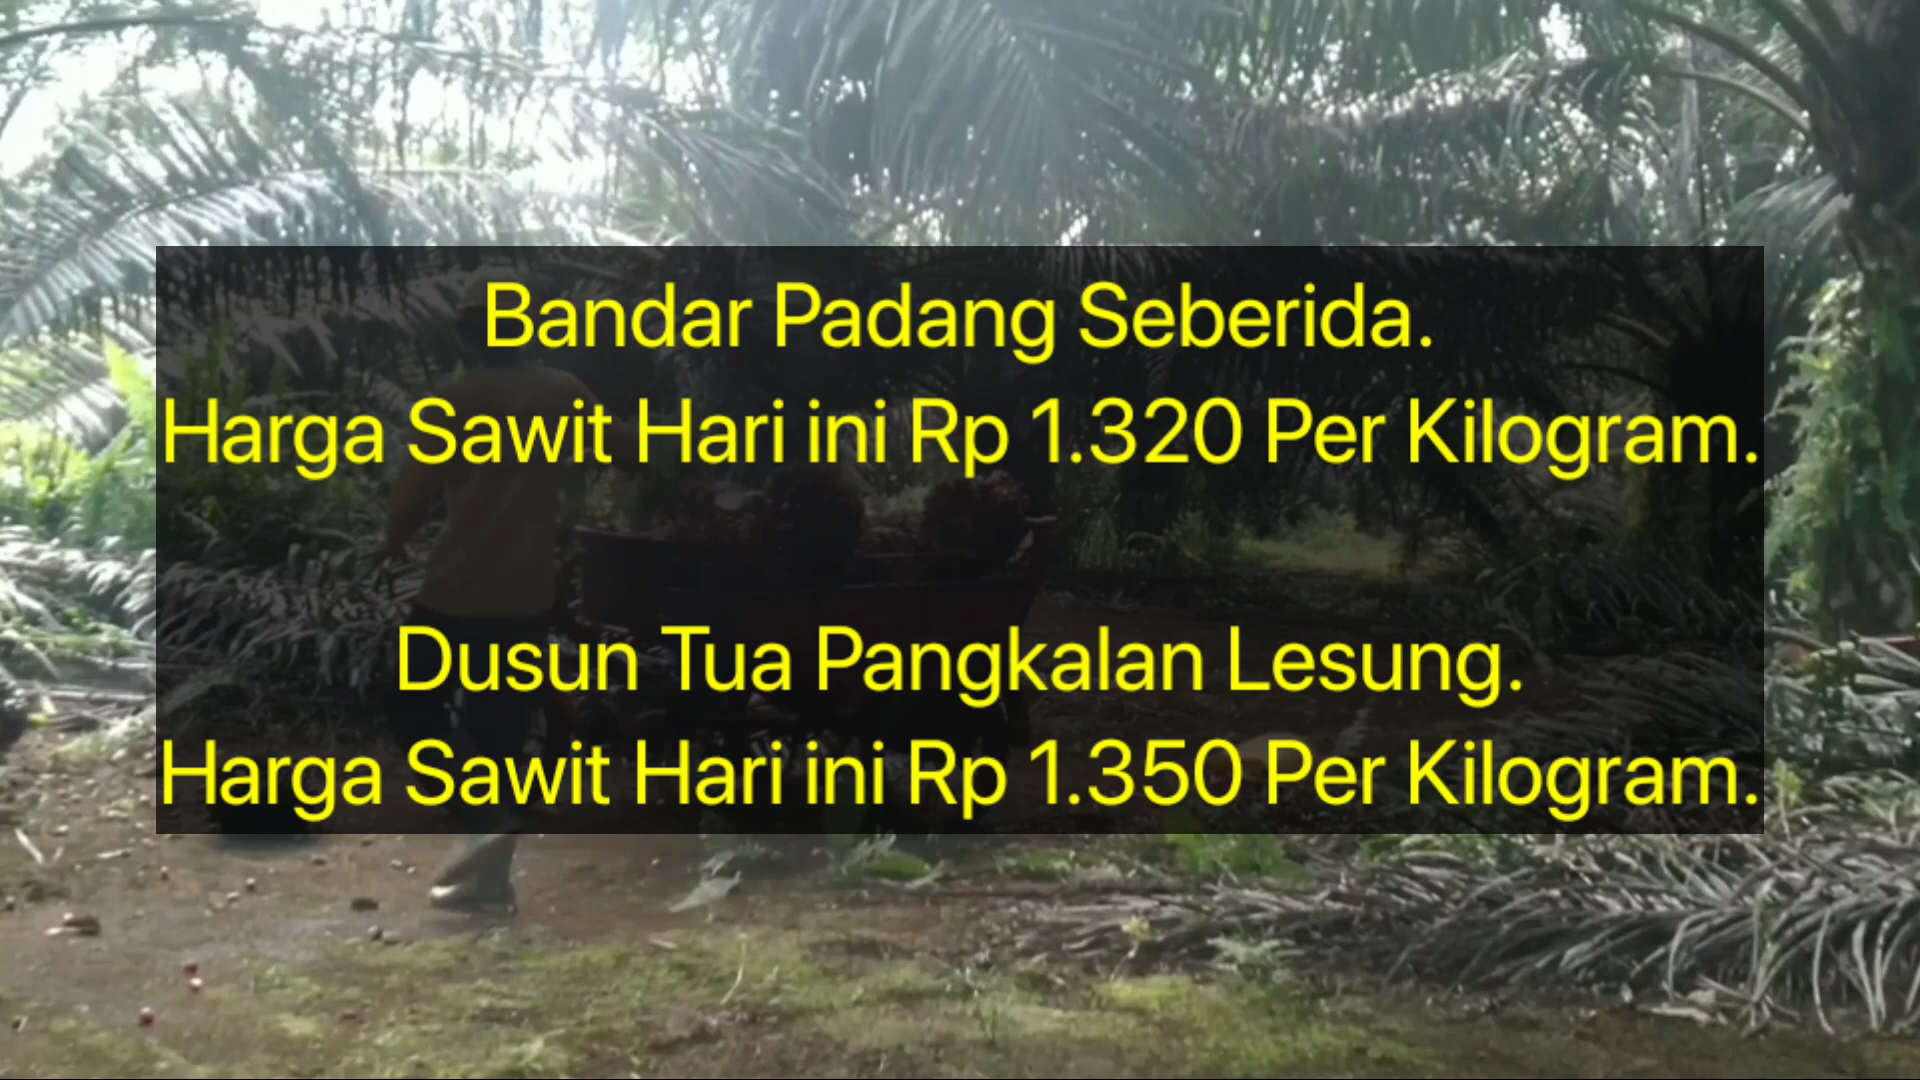 Bandar Padang Seberida.
Harga Sawit Hari ini Rp 1.320 Per Kilogram.
Dusun Tua Pangkalan Lesung.
Harga Sawit Hari ini Rp 1.350 Per Kilogram.